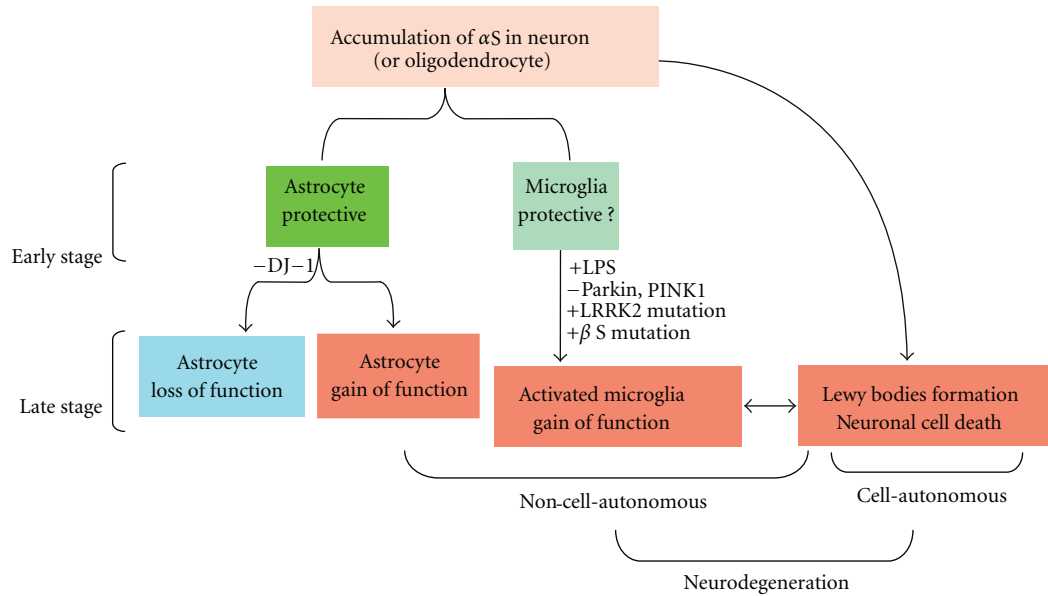 Accumulation of αS in neuron
(or oligodendrocyte)
Astrocyte
protective
Microglia
protective ?
Early stage
−DJ−1
+LPS
−Parkin, PINK1
+LRRK2 mutation
+β S mutation
Late stage
Astrocyte
loss of function
Astrocyte
gain of function
Activated microglia
gain of function
Lewy bodies formation
Neuronal cell death
Non-cell-autonomous
Cell-autonomous
Neurodegeneration